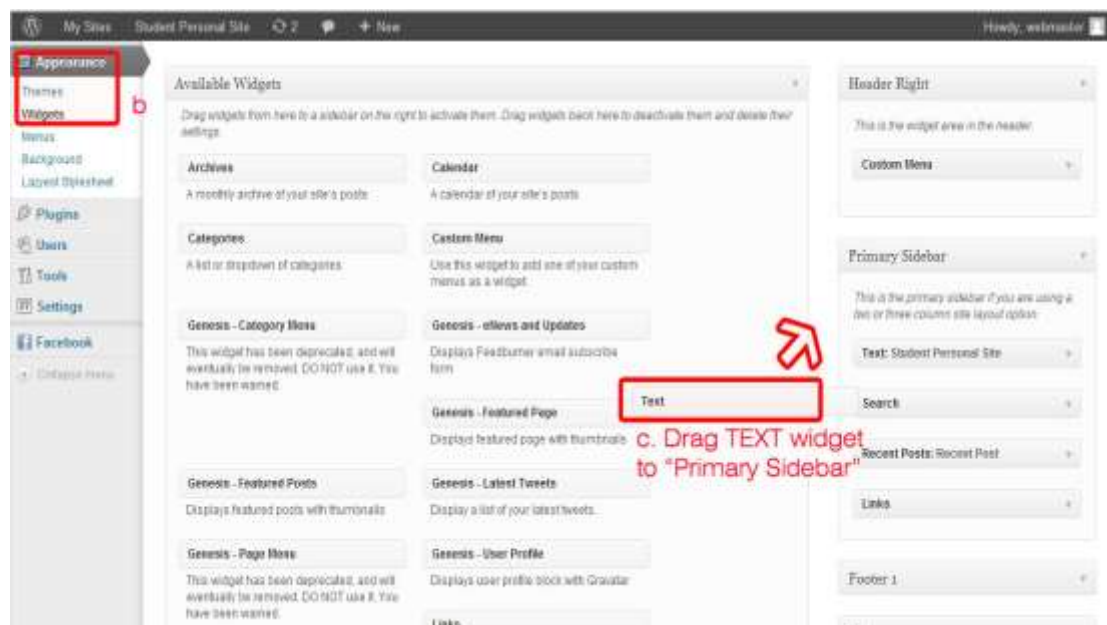 My Sites Student Personal Site 2 + New Howdy, webmaster
Appearance
Themes
Widgets
Menus
Background
Plugins
Users
Tools
Settings
Facebook
Collapse menu
b
Available Widgets
Drag widgets from here to a sidebar on the right to activate them. Drag widgets back here to deactivate them and delete their
settings.
Archives
A monthly archive of your site's posts
Calendar
A calendar of your site's posts
Categories
A list or dropdown of categories
Custom Menu
Use this widget to add one of your custom
menus as a widget.
Genesis - Category Menu
This widget has been deprecated, and will
eventually be removed. DO NOT use it. You
have been warned.
Genesis - eNews and Updates
Displays Feedburner email subscribe
form
Genesis - Featured Page
Displays featured page with thumbnails
Genesis - Featured Posts
Displays featured posts with thumbnails
Genesis - Latest Tweets
Display a list of your latest tweets.
Genesis - Page Menu
This widget has been deprecated, and will
eventually be removed. DO NOT use it. You
have been warned.
Genesis - User Profile
Displays user profile block with Gravatar
Links
Text
c. Drag TEXT widget
to "Primary Sidebar"
Header Right
This is the widget area in the header.
Custom Menu
Primary Sidebar
This is the primary sidebar if you are using a
two or three column site layout option.
Text: Student Personal Site
Search
Recent Posts: Recent Post
Links
Footer 1